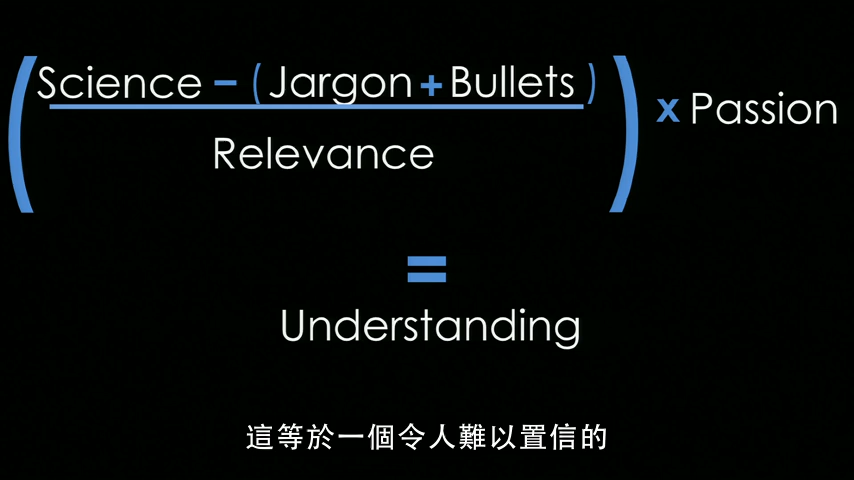 (Science - (Jargon + Bullets)) x Passion
Relevance
=
Understanding
這等於一個令人難以置信的